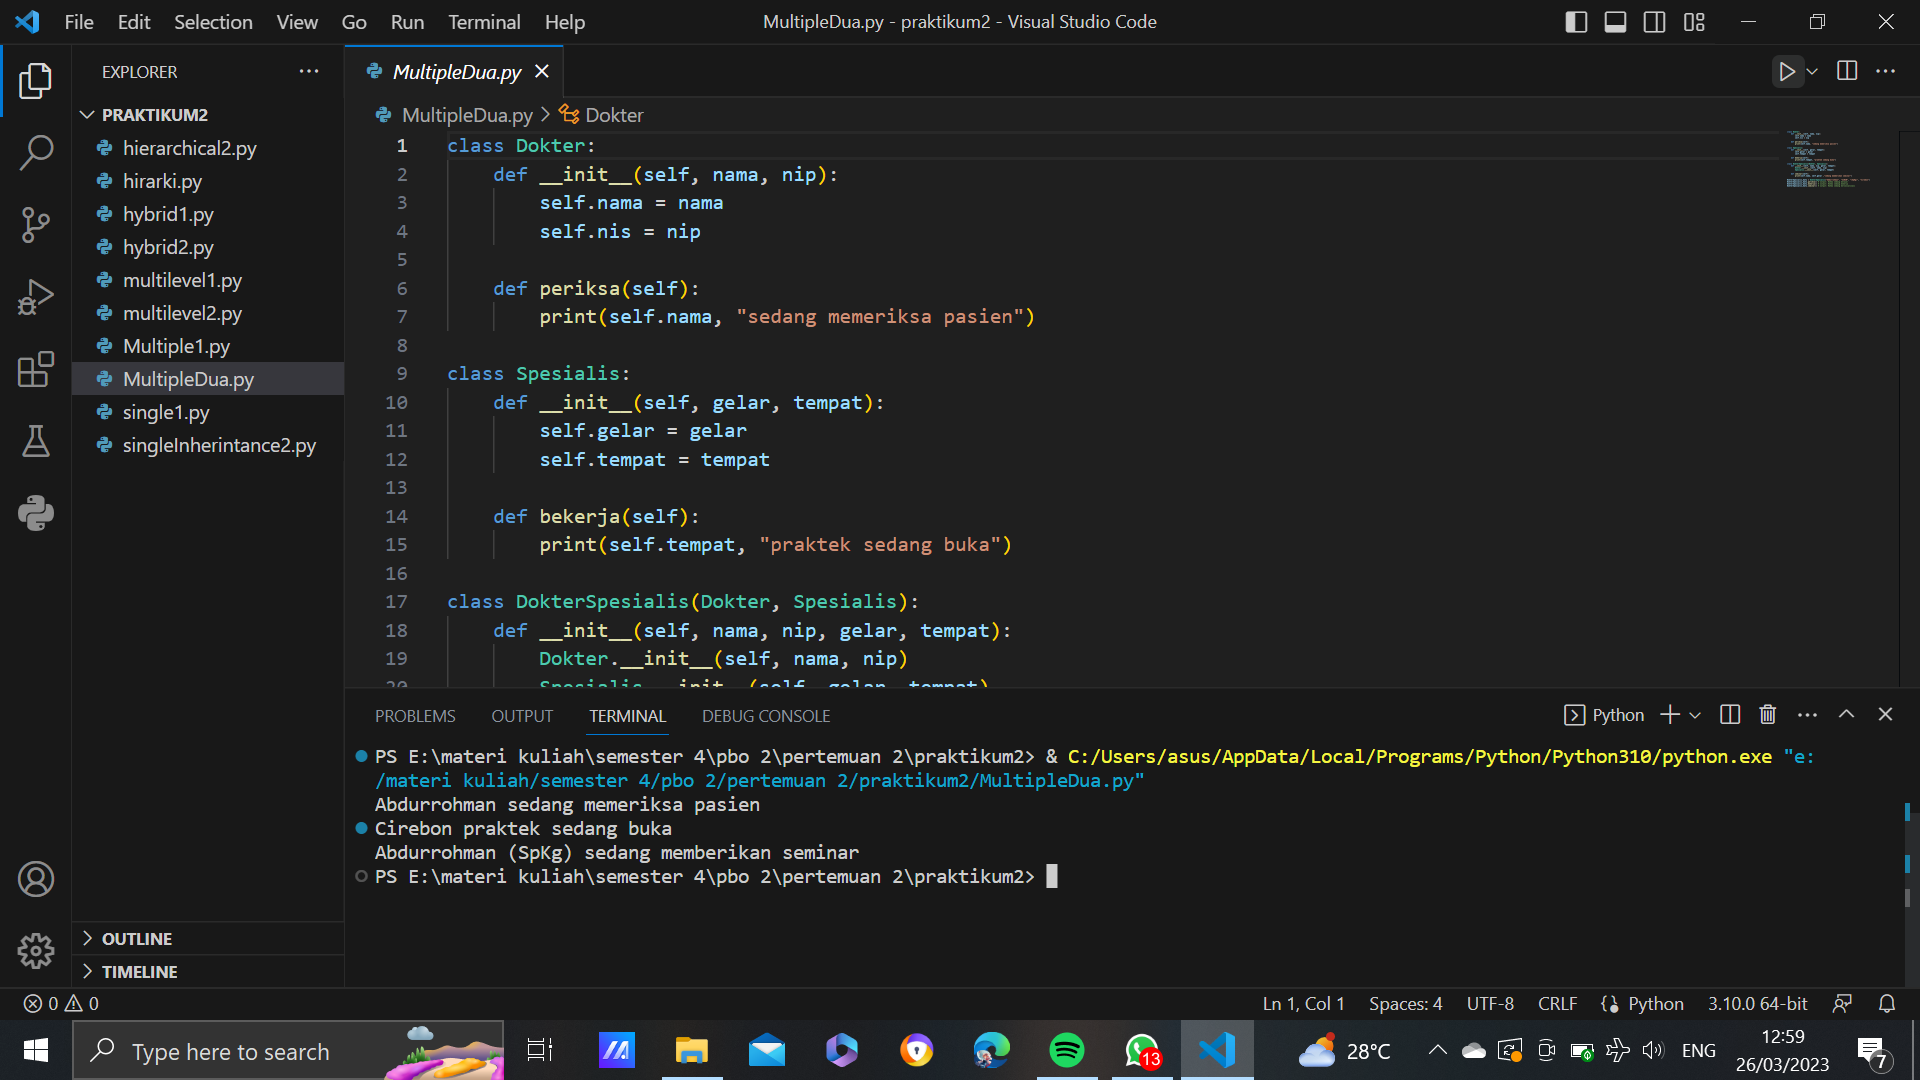 File Edit Selection View Go Run Terminal Help
MultipleDua.py - praktikum2 - Visual Studio Code
EXPLORER
PRAKTIKUM2
hierarchical2.py
hirarki.py
hybrid1.py
hybrid2.py
multilevel1.py
multilevel2.py
Multiple1.py
MultipleDua.py
single1.py
singleInherintance2.py
OUTLINE
TIMELINE
MultipleDua.py
MultipleDua.py > Dokter
1 class Dokter:
2 def __init__(self, nama, nip):
3 self.nama = nama
4 self.nis = nip
5
6 def periksa(self):
7 print(self.nama, "sedang memeriksa pasien")
8
9 class Spesialis:
10 def __init__(self, gelar, tempat):
11 self.gelar = gelar
12 self.tempat = tempat
13
14 def bekerja(self):
15 print(self.tempat, "praktek sedang buka")
16
17 class DokterSpesialis(Dokter, Spesialis):
18 def __init__(self, nama, nip, gelar, tempat):
19 Dokter.__init__(self, nama, nip)
20 Spesialis.__init__(self, gelar, tempat)
PROBLEMS OUTPUT TERMINAL DEBUG CONSOLE
Python
PS E:\materi kuliah\semester 4\pbo 2\pertemuan 2\praktikum2> & C:/Users/asus/AppData/Local/Programs/Python/Python310/python.exe "e:
/materi kuliah/semester 4/pbo 2/pertemuan 2/praktikum2/MultipleDua.py"
Abdurrohman sedang memeriksa pasien
Cirebon praktek sedang buka
Abdurrohman (SpKg) sedang memberikan seminar
PS E:\materi kuliah\semester 4\pbo 2\pertemuan 2\praktikum2>
0 0
Ln 1, Col 1 Spaces: 4 UTF-8 CRLF Python 3.10.0 64-bit
Type here to search
13
28°C
ENG
12:59
26/03/2023
7